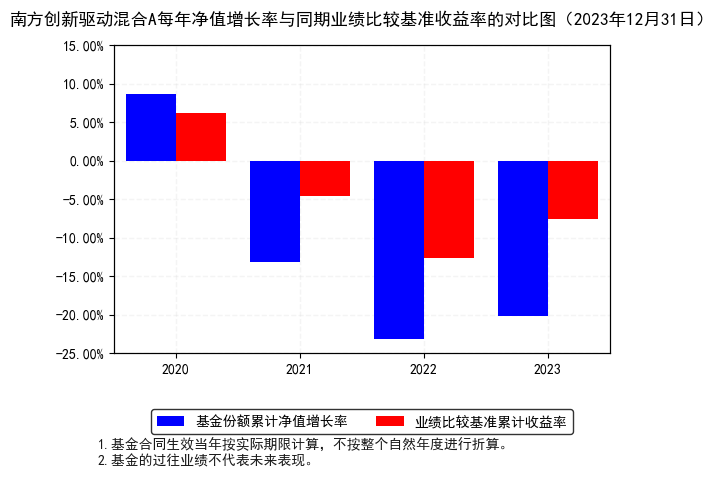 南方创新驱动混合A每年净值增长率与同期业绩比较基准收益率的对比图（2023年12月31日）
15.00%
10.00%
5.00%
0.00%
-5.00%
-10.00%
-15.00%
-20.00%
-25.00%
2020 2021 2022 2023
基金份额累计净值增长率 业绩比较基准累计收益率
1.基金合同生效当年按实际期限计算，不按整个自然年度进行折算。
2.基金的过往业绩不代表未来表现。